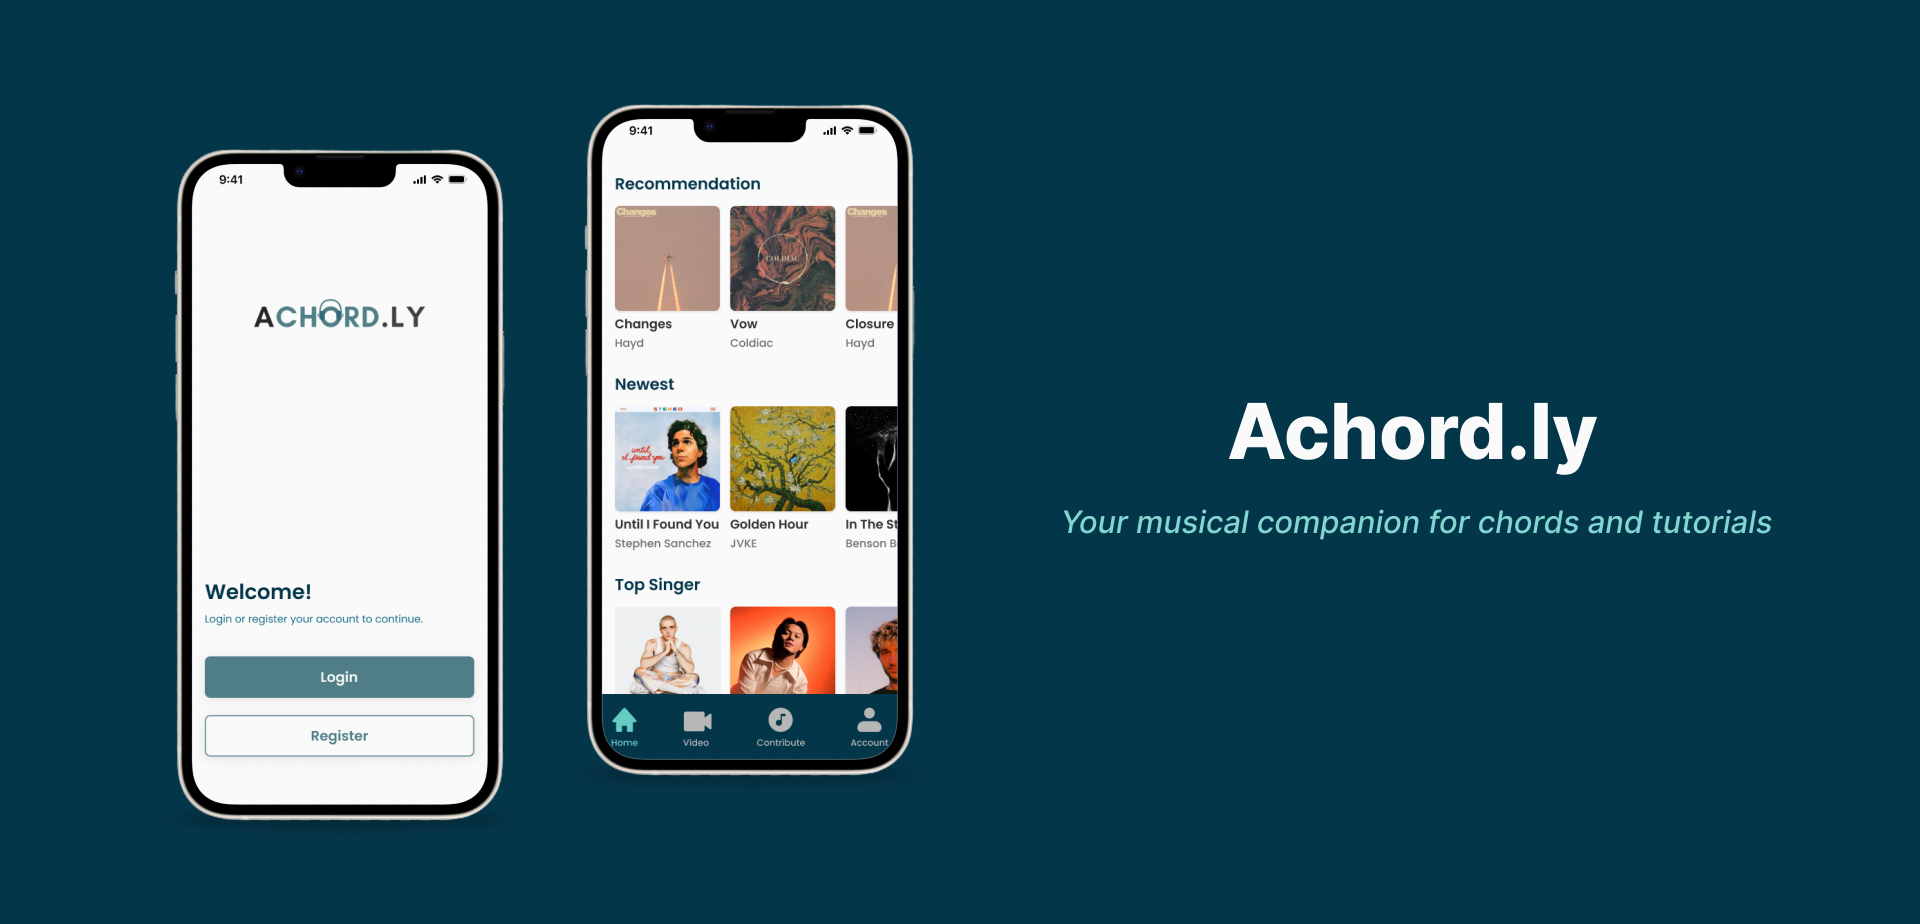 9:41
ACHORD.LY
Welcome!
Login or register your account to continue.
Login
Register
9:41
Recommendation
Changes
COLDIAC
Changes
Changes
Vow
Closure
Hayd
Coldiac
Hayd
Newest
STEREO
until
I found you
Until I Found You
Golden Hour
In The St
Stephen Sanchez
JVKE
Benson B
Top Singer
Home
Video
Contribute
Account
Achord.ly
Your musical companion for chords and tutorials